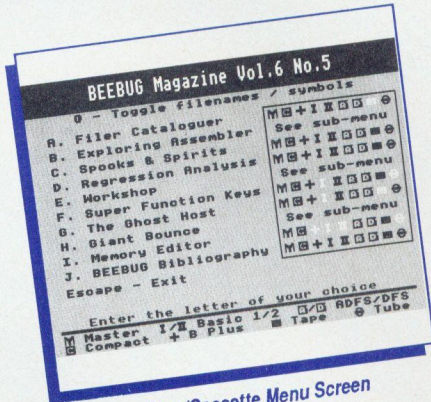 BEEBUG Magazine Vol.6 No.5
0 - Toggle filenames / symbols
A. Filer Cataloguer
B. Exploring Assembler See sub-menu
C. Spooks & Spirits
D. Regression Analysis
E. Workshop See sub-menu
F. Super Function Keys
G. The Ghost Host
H. Giant Bounce See sub-menu
I. Memory Editor
J. BEEBUG Bibliography
Escape - Exit
Enter the letter of your choice
M Master I/II Basic 1/2 A/D ADFS/DFS
C Compact + B Plus Tape Tube
Cassette Menu Screen